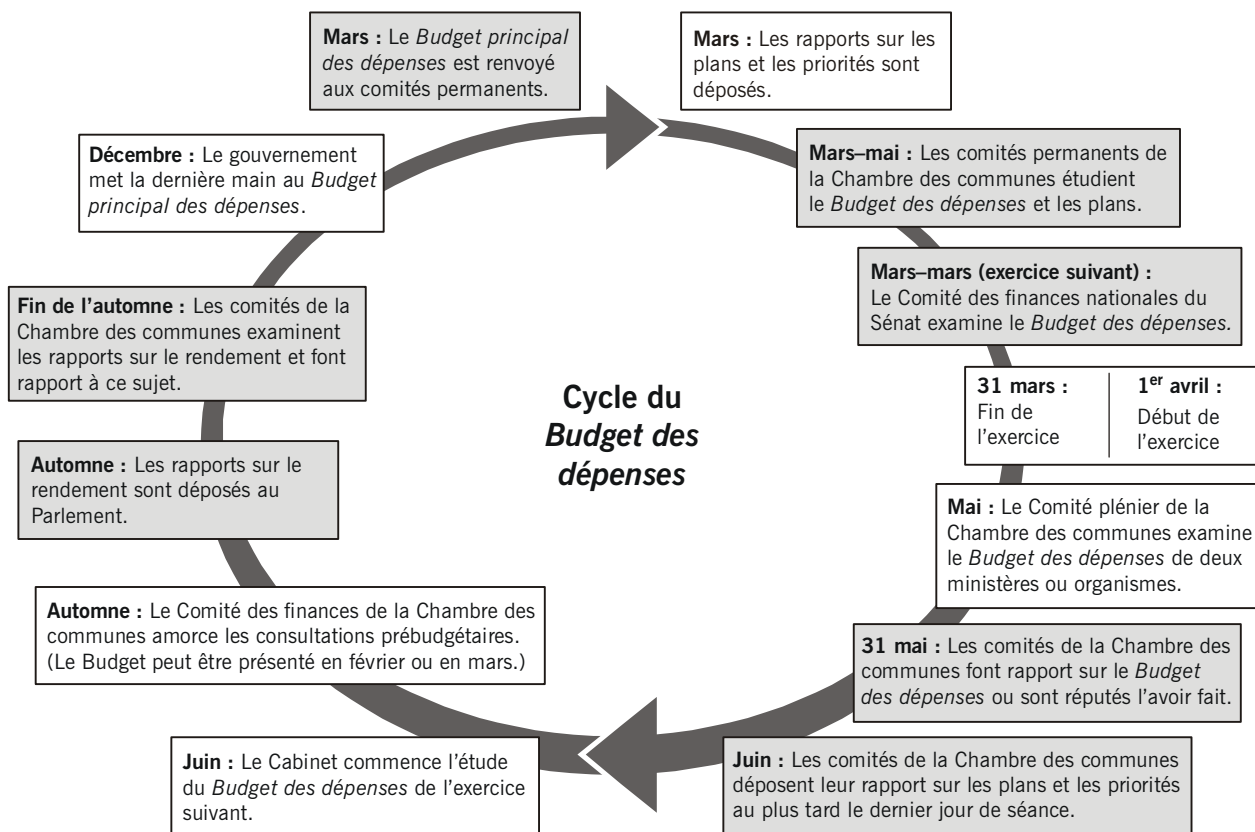 Mars : Le Budget principal
des dépenses est renvoyé
aux comités permanents.
Mars : Les rapports sur les
plans et les priorités sont
déposés.
Mars–mai : Les comités permanents de
la Chambre des communes étudient
le Budget des dépenses et les plans.
Mars–mars (exercice suivant) :
Le Comité des finances nationales du
Sénat examine le Budget des dépenses.
31 mars :
Fin de
l'exercice
1er avril :
Début de
l'exercice
Mai : Le Comité plénier de la
Chambre des communes examine
le Budget des dépenses de deux
ministères ou organismes.
31 mai : Les comités de la Chambre des
communes font rapport sur le Budget
des dépenses ou sont réputés l'avoir fait.
Juin : Les comités de la Chambre des communes
déposent leur rapport sur les plans et les priorités
au plus tard le dernier jour de séance.
Juin : Le Cabinet commence l'étude
du Budget des dépenses de l'exercice
suivant.
Automne : Le Comité des finances de la Chambre des
communes amorce les consultations prébudgétaires.
(Le Budget peut être présenté en février ou en mars.)
Automne : Les rapports sur le
rendement sont déposés au
Parlement.
Fin de l'automne : Les comités de la
Chambre des communes examinent
les rapports sur le rendement et font
rapport à ce sujet.
Décembre : Le gouvernement
met la dernière main au Budget
principal des dépenses.
Cycle du
Budget des
dépenses